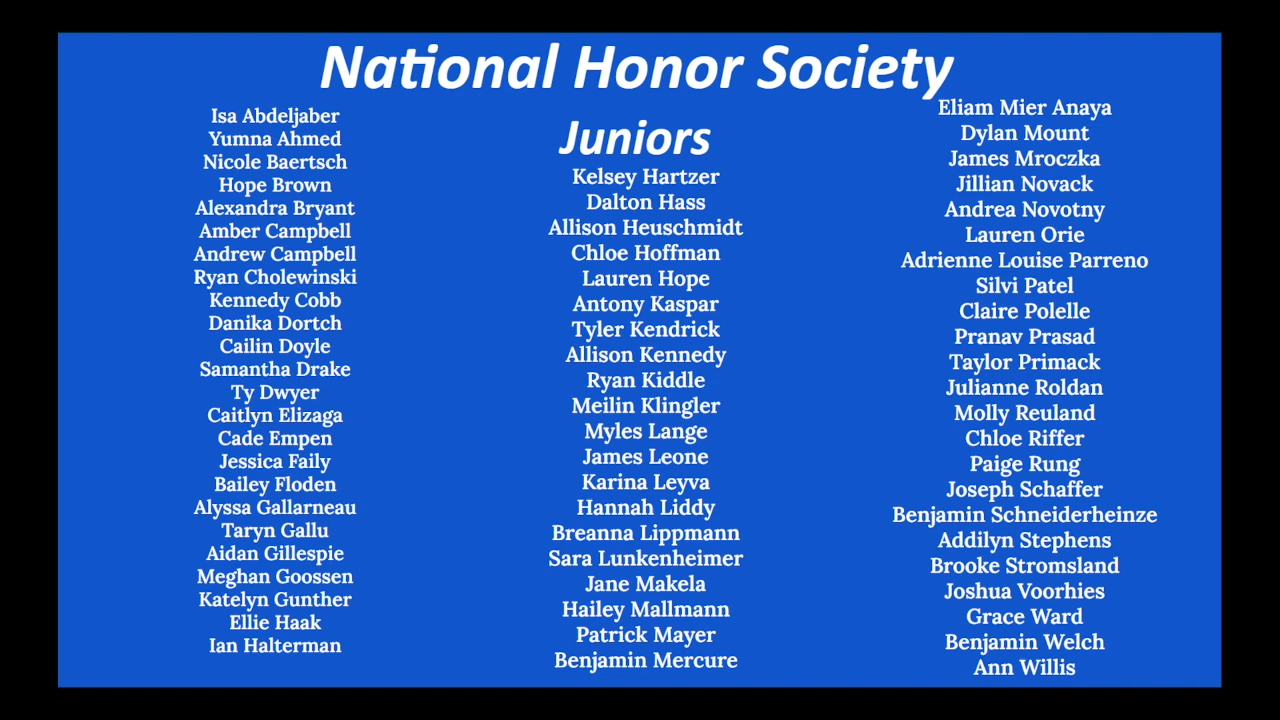 National Honor Society
Juniors
Isa Abdeljaber
Yumna Ahmed
Nicole Baertsch
Hope Brown
Alexandra Bryant
Amber Campbell
Andrew Campbell
Ryan Cholewinski
Kennedy Cobb
Danika Dortch
Cailin Doyle
Samantha Drake
Ty Dwyer
Caitlyn Elizaga
Cade Empen
Jessica Faily
Bailey Floden
Alyssa Gallarneau
Taryn Gallu
Aidan Gillespie
Meghan Goossen
Katelyn Gunther
Ellie Haak
Ian Halterman
Kelsey Hartzer
Dalton Hass
Allison Heuschmidt
Chloe Hoffman
Lauren Hope
Antony Kaspar
Tyler Kendrick
Allison Kennedy
Ryan Kiddle
Meilin Klingler
Myles Lange
James Leone
Karina Leyva
Hannah Liddy
Breanna Lippmann
Sara Lunkenheimer
Jane Makela
Hailey Mallmann
Patrick Mayer
Benjamin Mercure
Eliam Mier Anaya
Dylan Mount
James Mroczka
Jillian Novack
Andrea Novotny
Lauren Orie
Adrienne Louise Parreno
Silvi Patel
Claire Polelle
Pranav Prasad
Taylor Primack
Julianne Roldan
Molly Reuland
Chloe Riffer
Paige Rung
Joseph Schaffer
Benjamin Schneiderheinze
Addilyn Stephens
Brooke Stromsland
Joshua Voorhies
Grace Ward
Benjamin Welch
Ann Willis